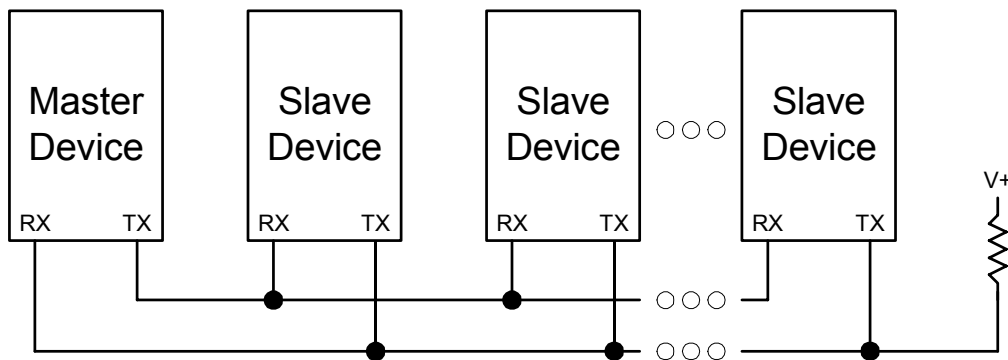 Master
Device
Slave
Device
Slave
Device
Slave
Device
V+
RX TX
RX TX
RX TX
RX TX